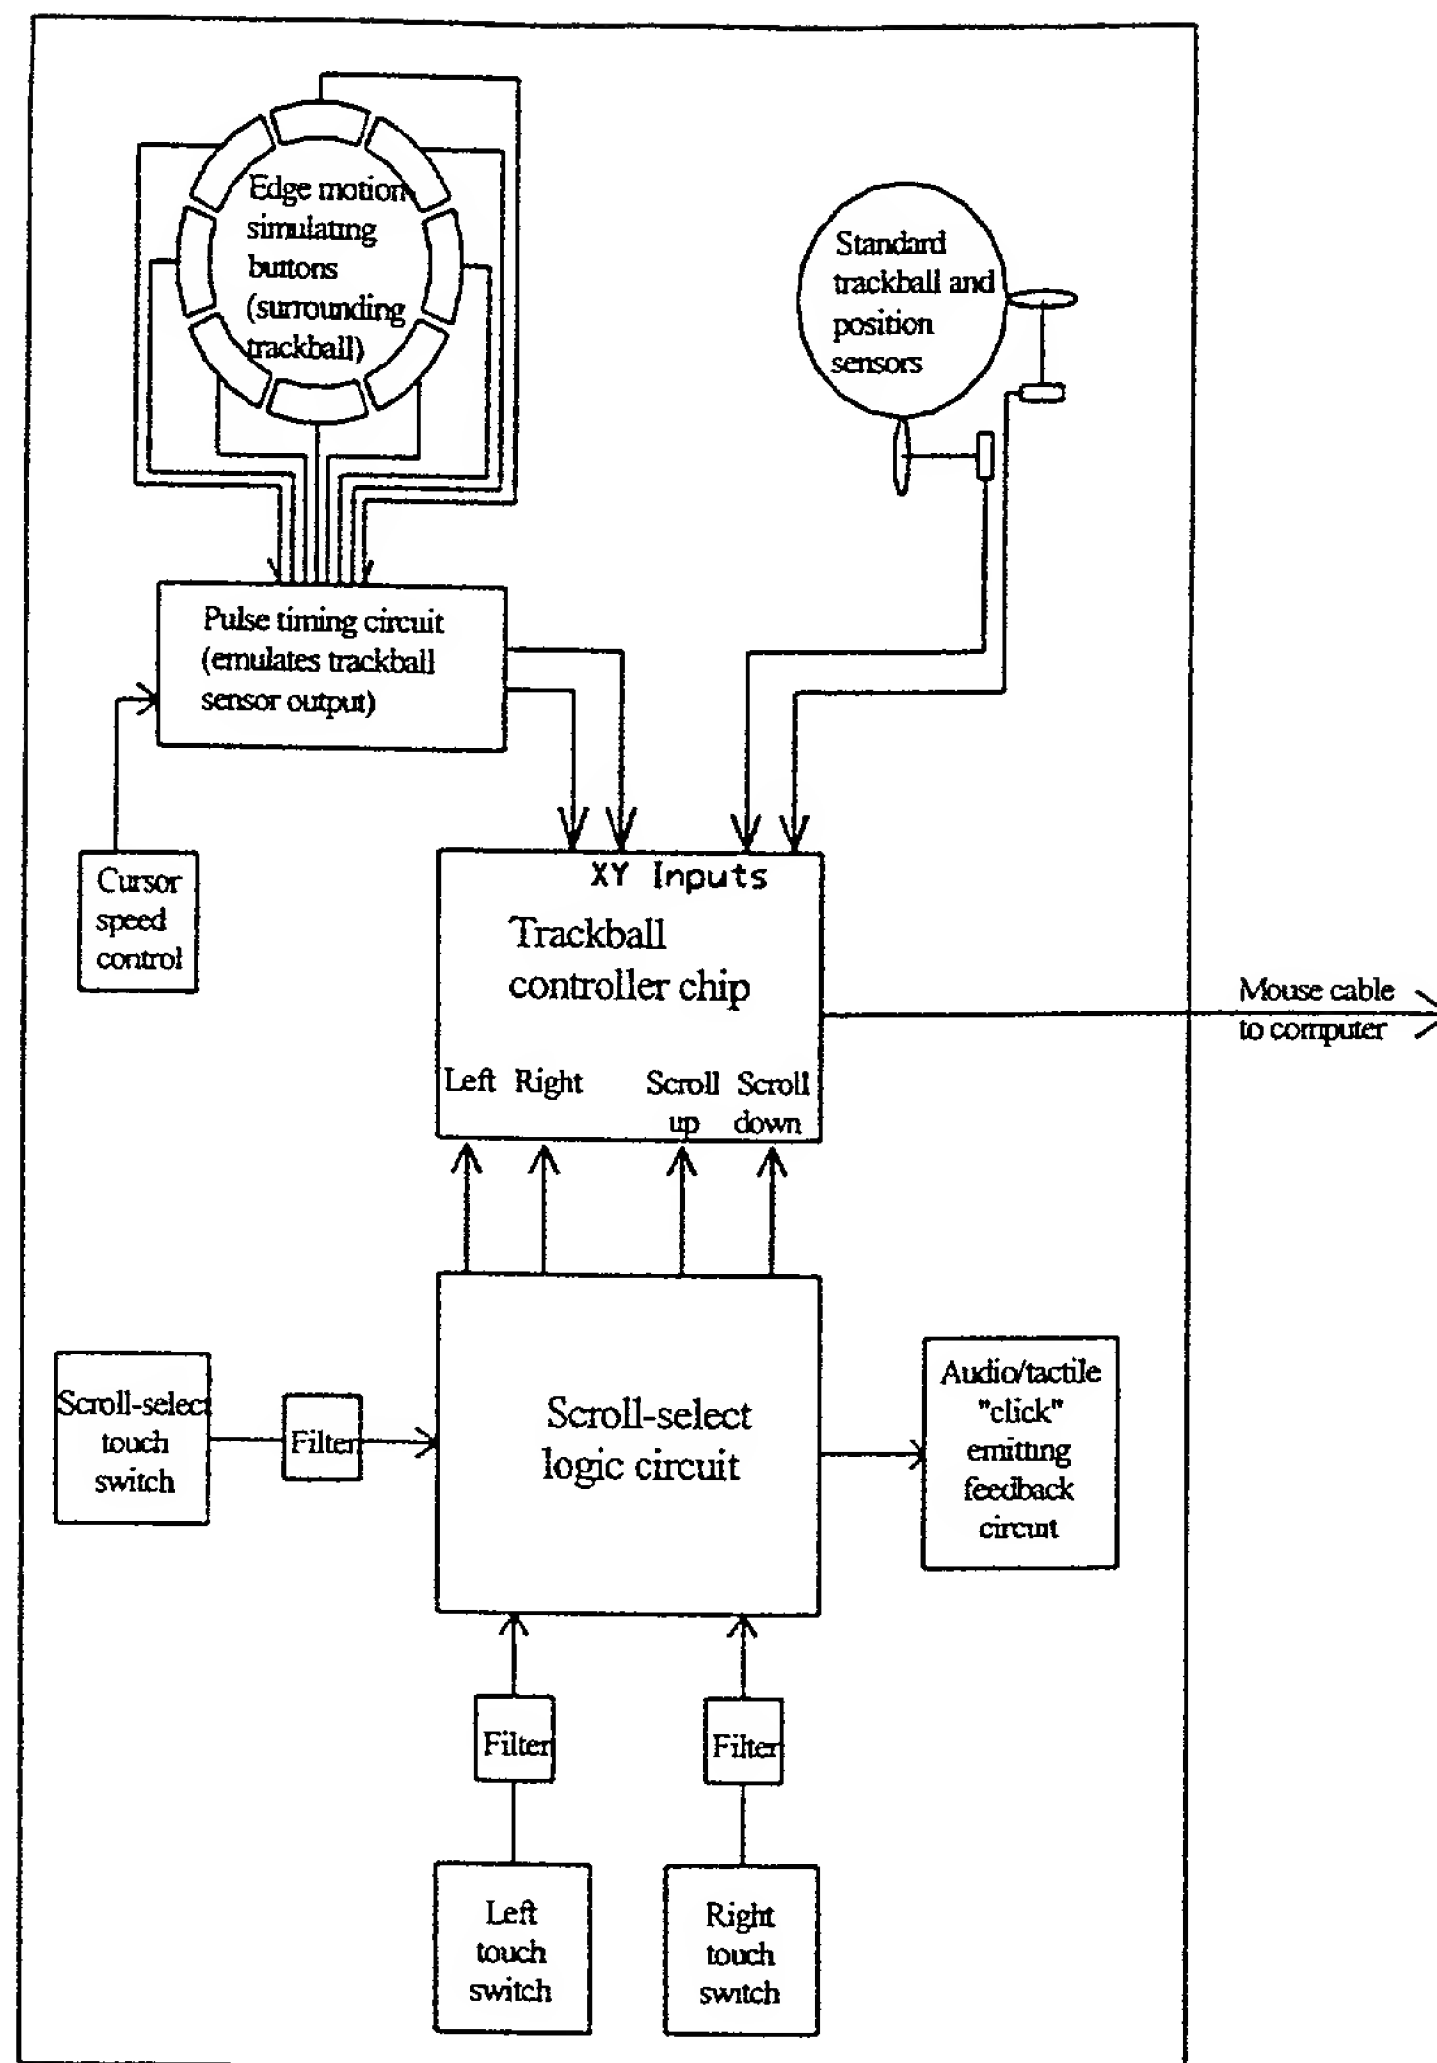 Edge motion
simulating
buttons
(surrounding
trackball)
Standard
trackball and
position
sensors
Pulse timing circuit
(emulates trackball
sensor output)
Cursor
speed
control
XY Inputs
Trackball
controller chip
Mouse cable
to computer
Left Right Scroll up Scroll down
Scroll-select
touch
switch
Filter
Scroll-select
logic circuit
Audio/tactile
"click"
emitting
feedback
circuit
Filter
Filter
Left
touch
switch
Right
touch
switch